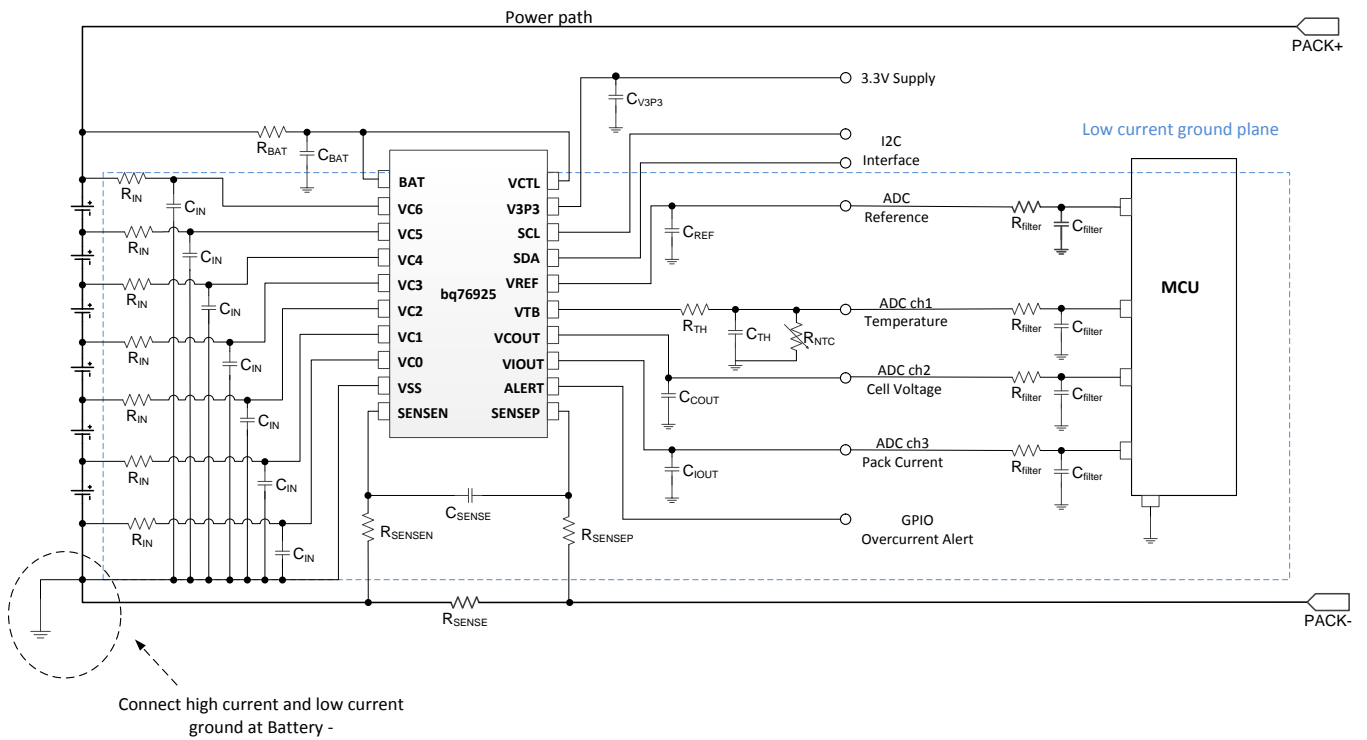 Power path
PACK+
3.3V Supply
CV3P3
Low current ground plane
I2C
Interface
RBAT
CBAT
BAT
VC6
VC5
VC4
VC3
VC2
VC1
VC0
VSS
SENSEN
bq76925
VCTL
V3P3
SCL
SDA
VREF
VTB
VCOUT
VIOUT
ALERT
SENSEP
RIN
CIN
RIN
CIN
RIN
CIN
RIN
CIN
RIN
CIN
RIN
CIN
RIN
CIN
ADC
Reference
CREF
Rfilter
Cfilter
MCU
ADC ch1
Temperature
RTH
CTH
RNTC
Rfilter
Cfilter
ADC ch2
Cell Voltage
CCOUT
Rfilter
Cfilter
ADC ch3
Pack Current
CIOUT
Rfilter
Cfilter
CSENSE
RSENSEN
RSENSEP
GPIO
Overcurrent Alert
RSENSE
PACK-
Connect high current and low current
ground at Battery -